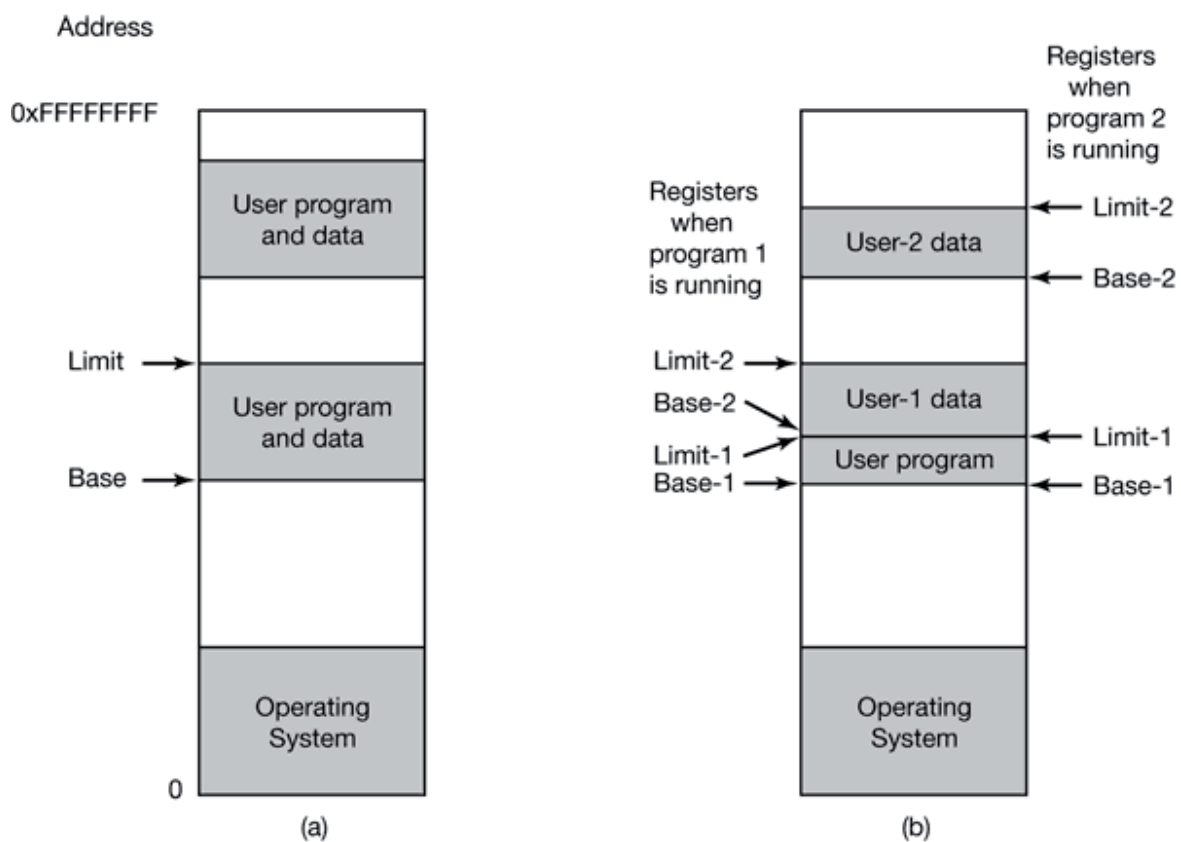 Address
0xFFFFFFFF
User program
and data
Limit
User program
and data
Base
Operating
System
0
(a)
Registers
when
program 1
is running
Limit-2
Base-2
Limit-1
Base-1
Registers
when
program 2
is running
User-2 data
User-1 data
User program
Operating
System
Limit-2
Base-2
Limit-1
Base-1
(b)